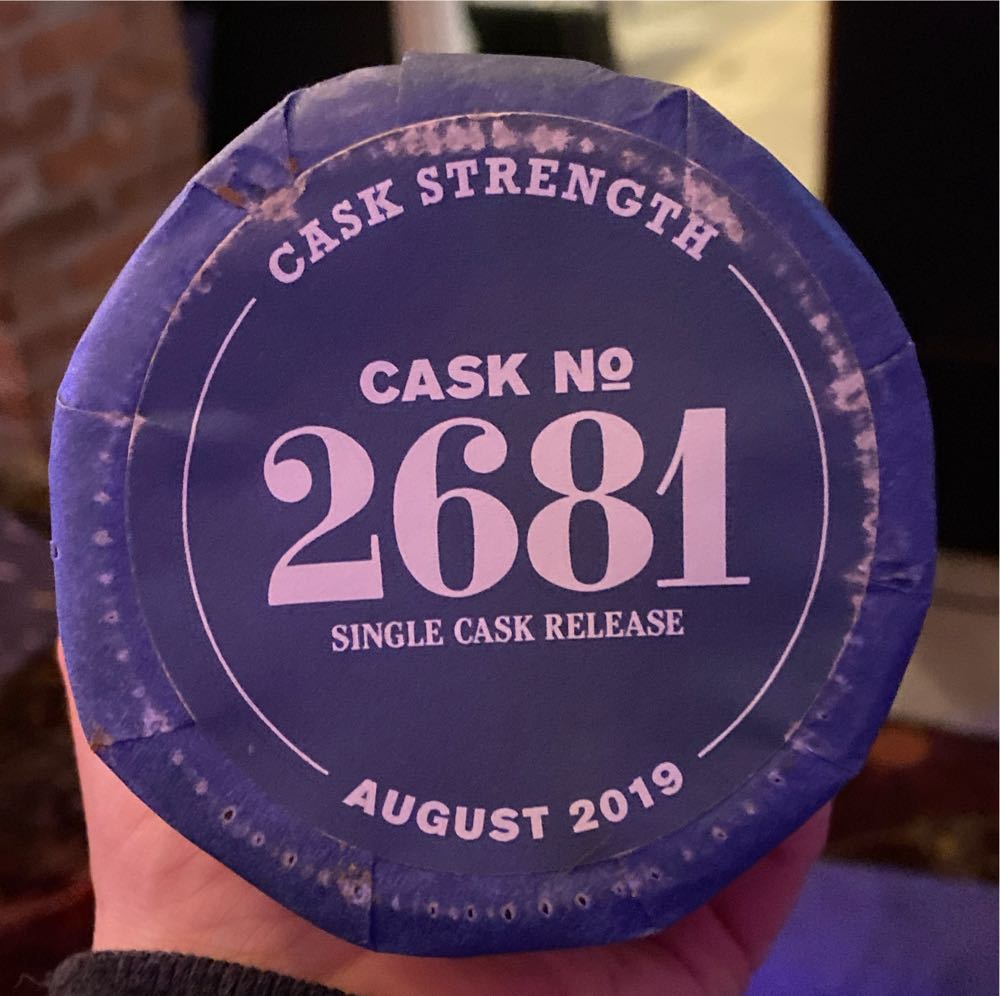 CASK STRENGTH
CASK Nº
2681
SINGLE CASK RELEASE
AUGUST 2019